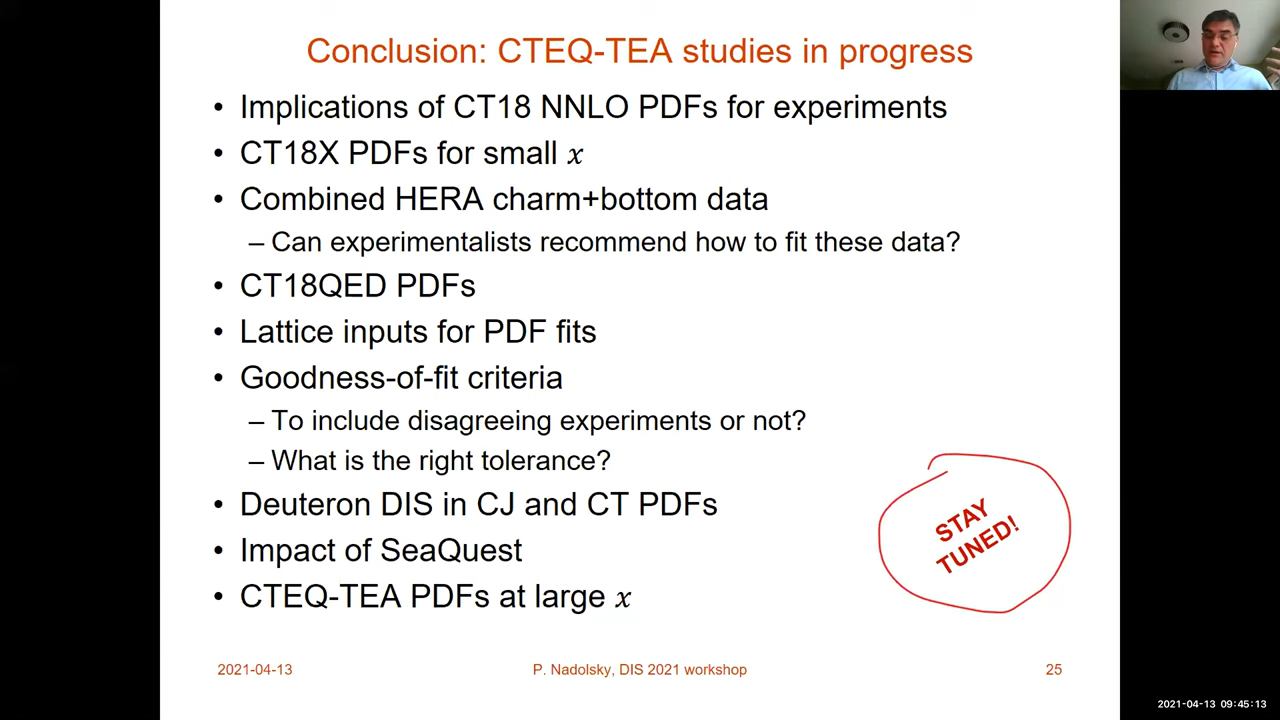 Conclusion: CTEQ-TEA studies in progress
• Implications of CT18 NNLO PDFs for experiments
• CT18X PDFs for small x
• Combined HERA charm+bottom data
– Can experimentalists recommend how to fit these data?
• CT18QED PDFs
• Lattice inputs for PDF fits
• Goodness-of-fit criteria
– To include disagreeing experiments or not?
– What is the right tolerance?
• Deuteron DIS in CJ and CT PDFs
• Impact of SeaQuest
• CTEQ-TEA PDFs at large x
STAY
TUNED!
2021-04-13
P. Nadolsky, DIS 2021 workshop
25
2021-04-13 09:45:13